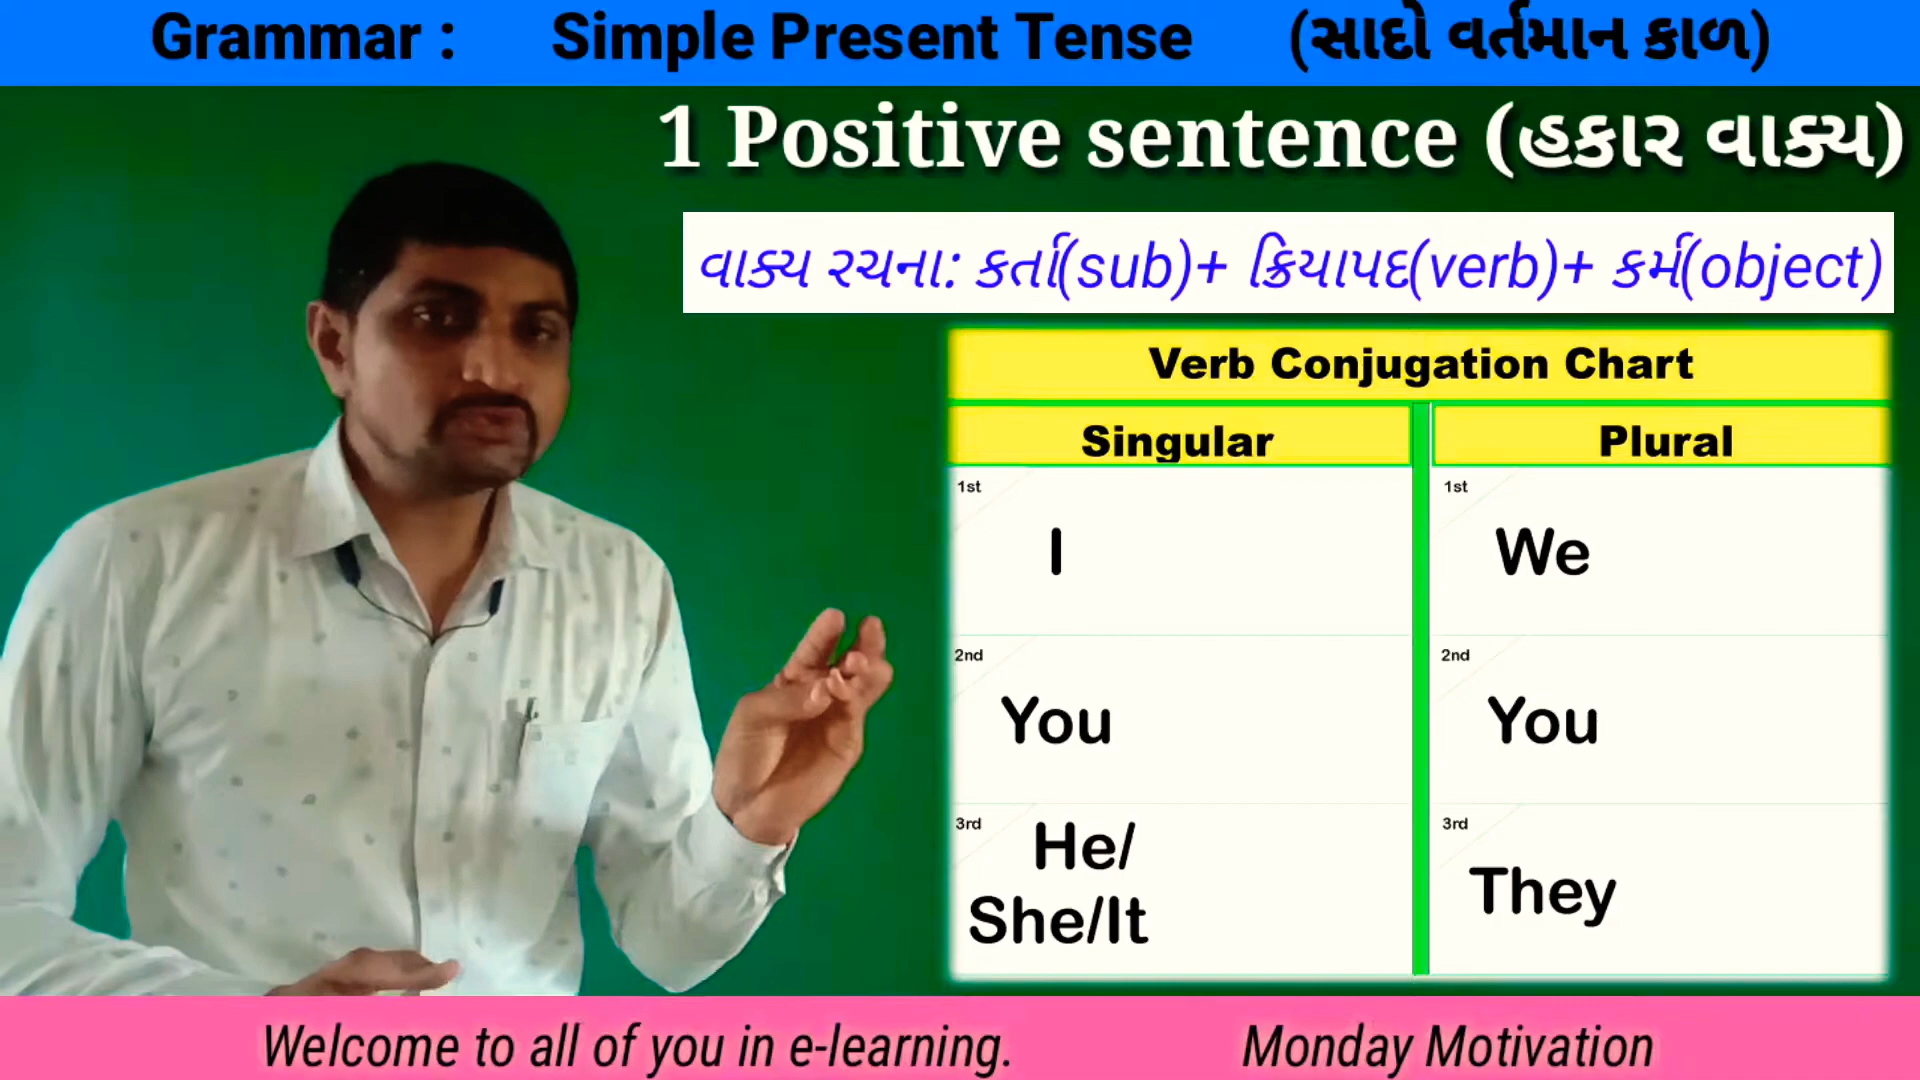 Grammar : Simple Present Tense (સાદો વર્તમાન કાળ)
1 Positive sentence (હકાર વાક્ય)
વાક્ય રચના: કર્તા(sub)+ ક્રિયાપદ(verb)+ કર્મ(object)
Verb Conjugation Chart
Singular Plural
1st 1st
I We
2nd 2nd
You You
3rd 3rd
He/
She/It They
Welcome to all of you in e-learning. Monday Motivation